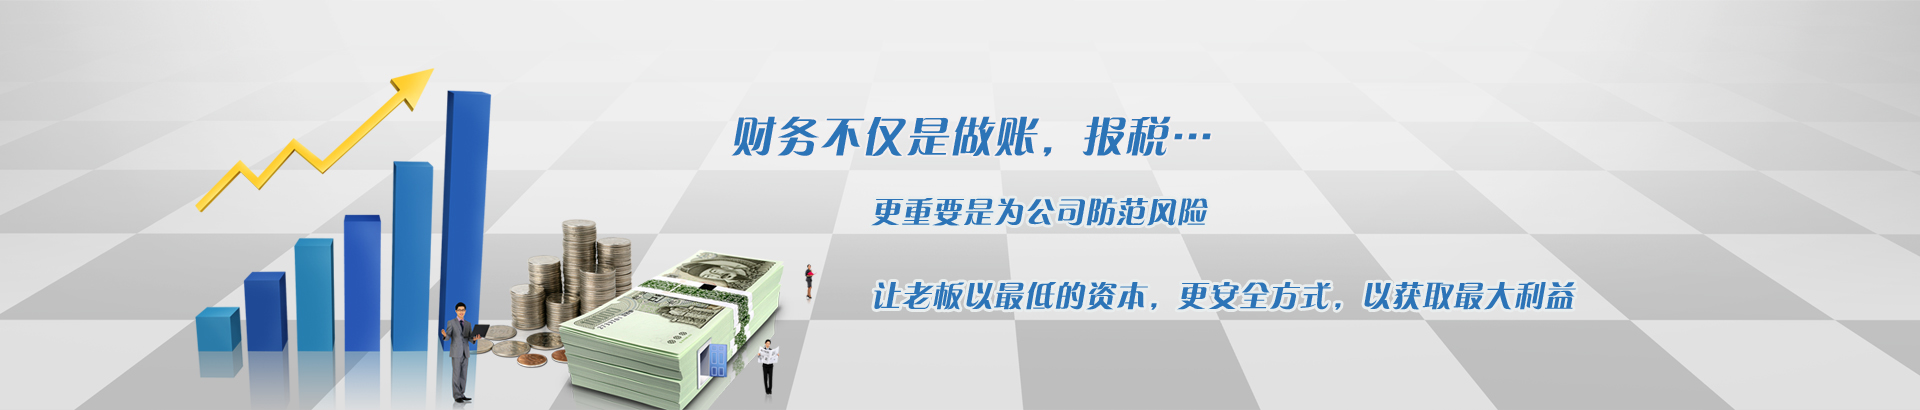 财务不仅是做账，报税…
更重要是为公司防范风险
让老板以最低的资本，更安全方式，以获取最大利益